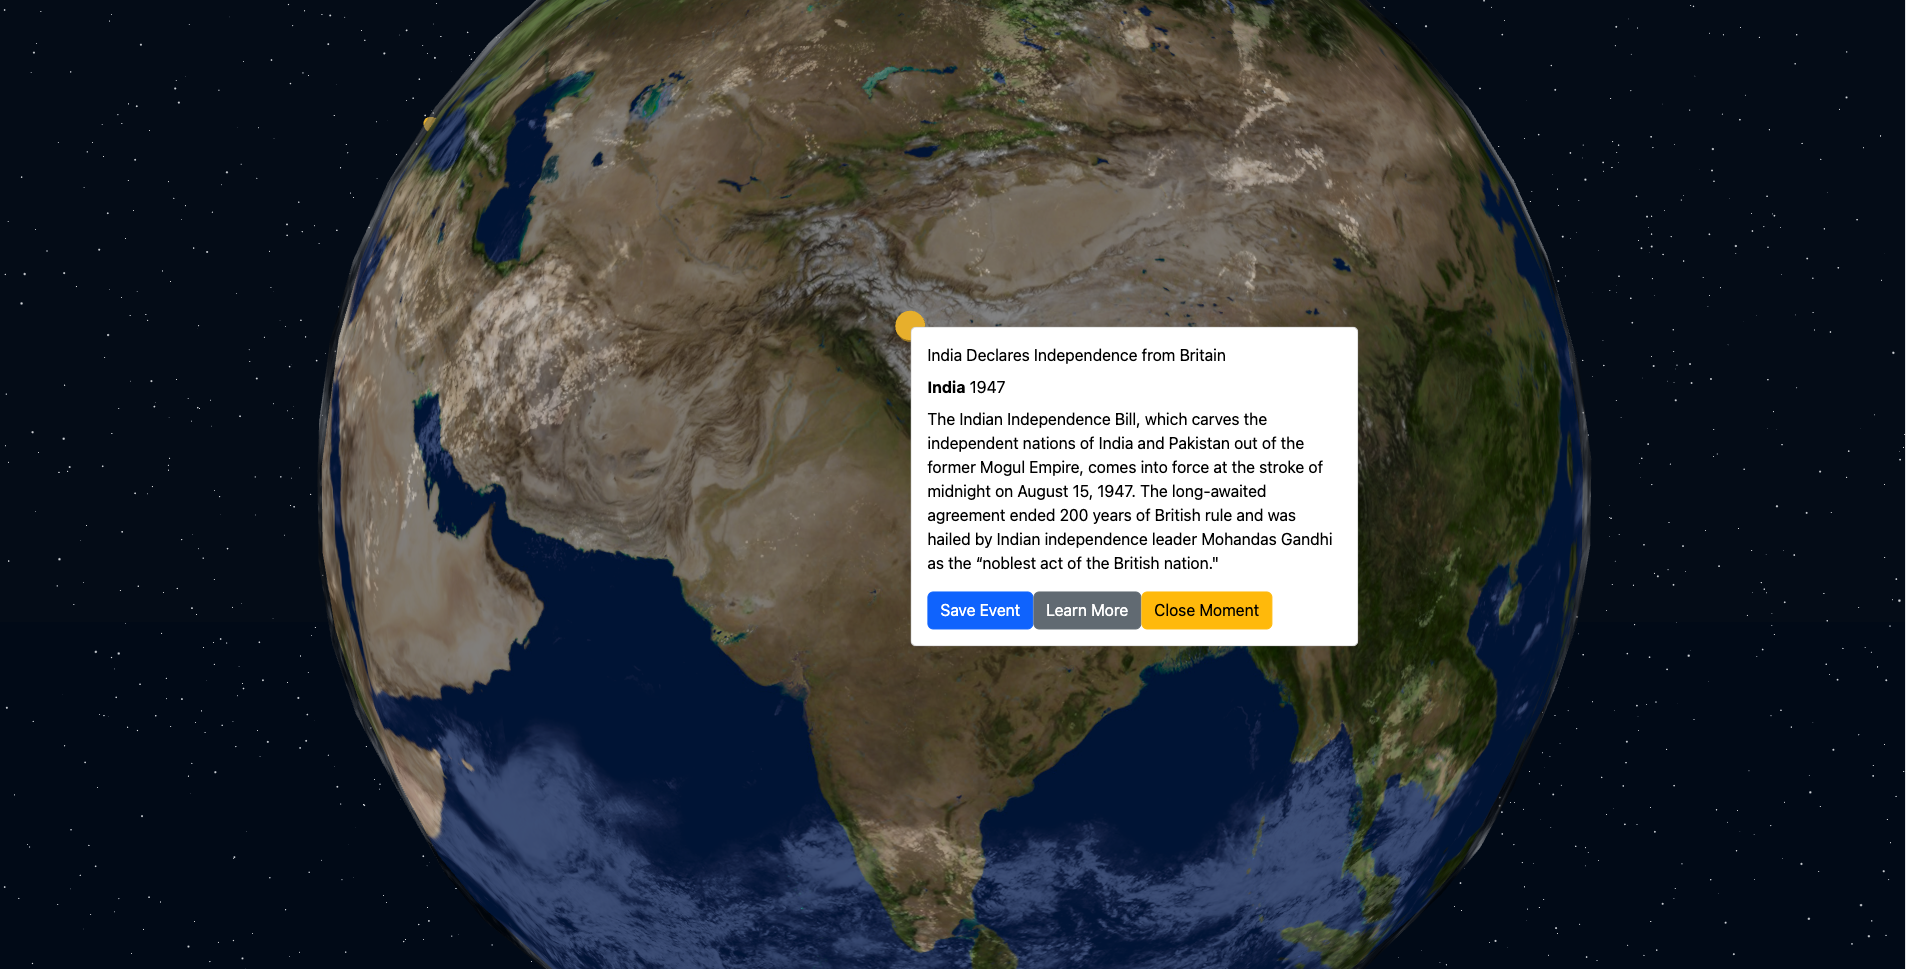 India Declares Independence from Britain
India 1947
The Indian Independence Bill, which carves the
independent nations of India and Pakistan out of the
former Mogul Empire, comes into force at the stroke of
midnight on August 15, 1947. The long-awaited
agreement ended 200 years of British rule and was
hailed by Indian independence leader Mohandas Gandhi
as the “noblest act of the British nation."
Save Event Learn More Close Moment